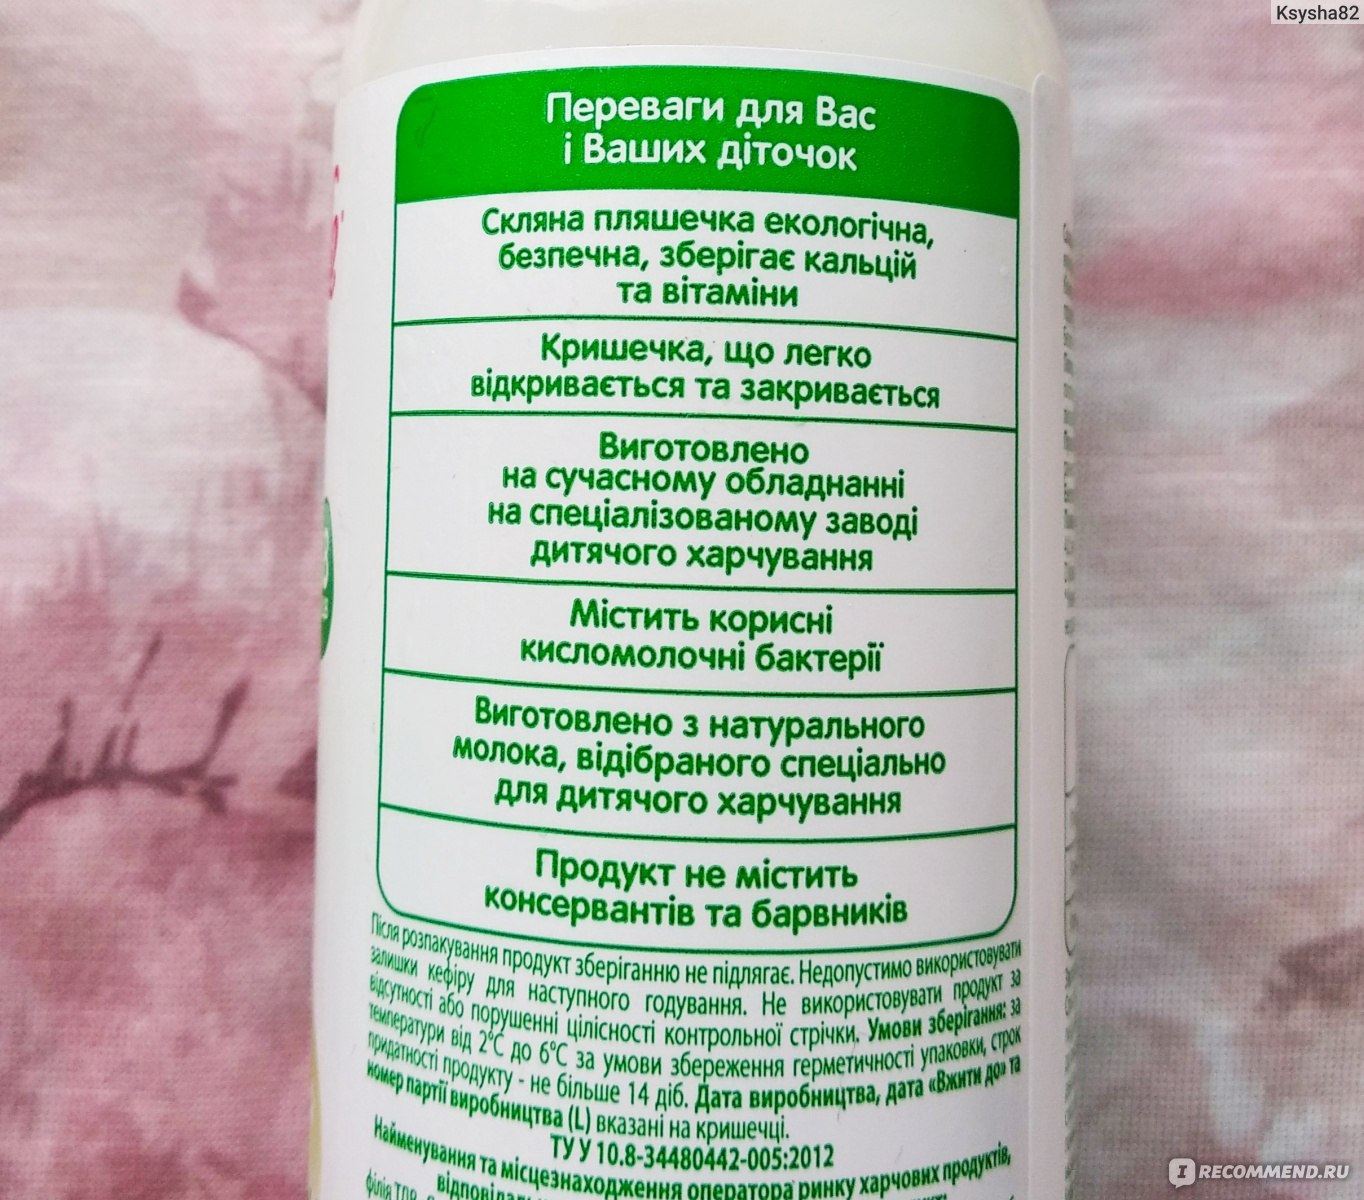 Ksysha82
Переваги для Вас
і Ваших діточок
Скляна пляшечка екологічна,
безпечна, зберігає кальцій
та вітаміни
Кришечка, що легко
відкривається та закривається
Виготовлено
на сучасному обладнанні
на спеціалізованому заводі
дитячого харчування
Містить корисні
кисломолочні бактерії
Виготовлено з натурального
молока, відібраного спеціально
для дитячого харчування
Продукт не містить
консервантів та барвників
Після розпакування продукт зберіганню не підлягає. Недопустимо використовувати
залишки кефіру для наступного годування. Не використовувати продукт за
відсутності або порушенні цілісності контрольної стрічки. Умови зберігання: за
температури від 2°C до 6°C за умови збереження герметичності упаковки, строк
придатності продукту - не більше 14 діб. Дата виробництва, дата «Вжити до» та
номер партії виробництва (L) вказані на кришечці.
ТУ У 10.8-34480442-005:2012
Найменування та місцезнаходження оператора ринку харчових продуктів,
IRECOMMEND.RU